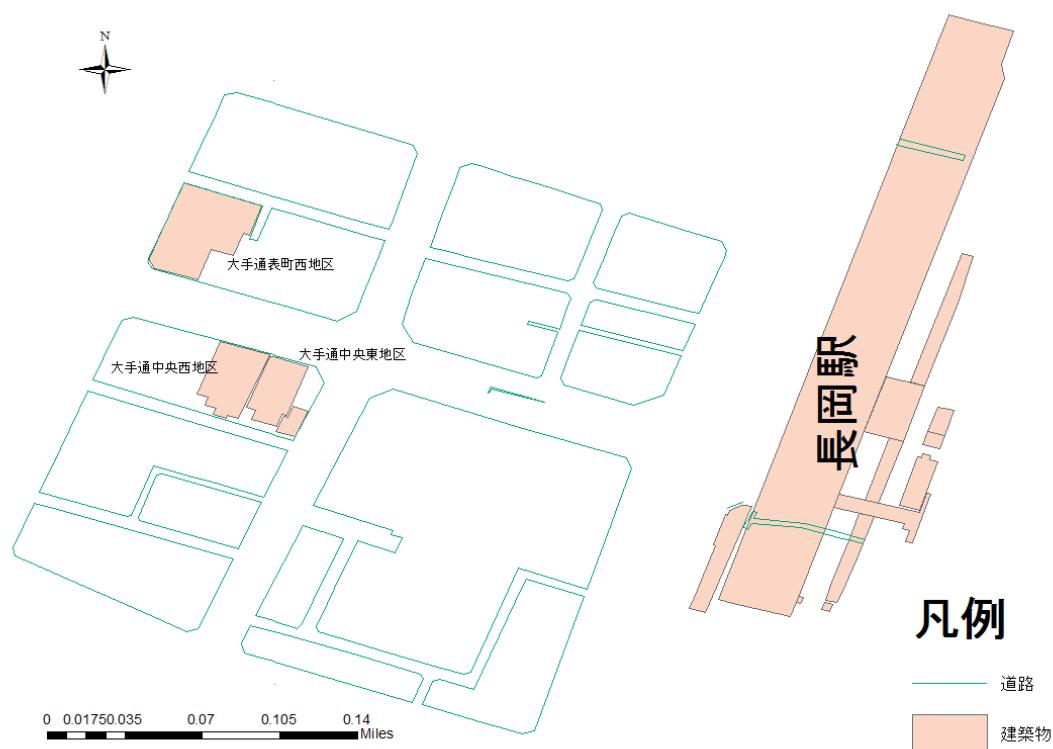 N
大手通表町西地区
大手通中央東地区
大手通中央西地区
長岡駅
凡例
道路
建築物
0 0.0175 0.035 0.07 0.105 0.14
Miles